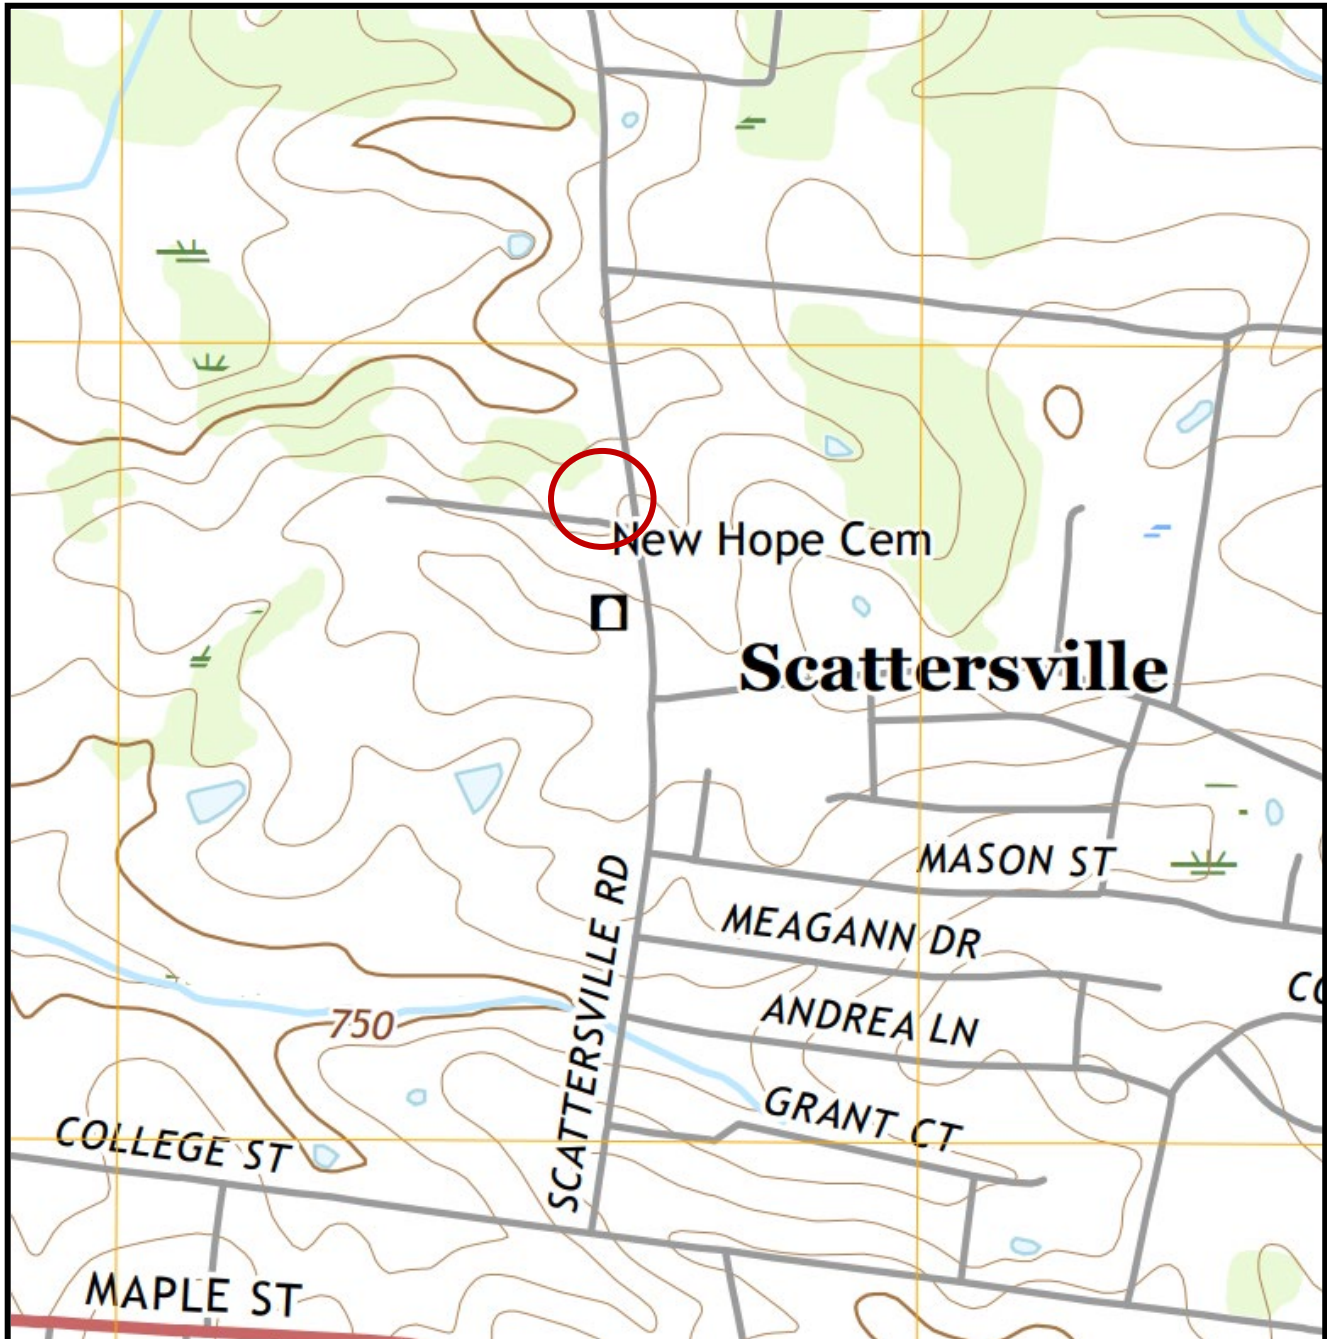 New Hope Cem
Scattersville
MASON ST
MEAGANN DR
SCATTERSVILLE RD
CO
750
ANDREA LN
GRANT CT
COLLEGE ST
MAPLE ST